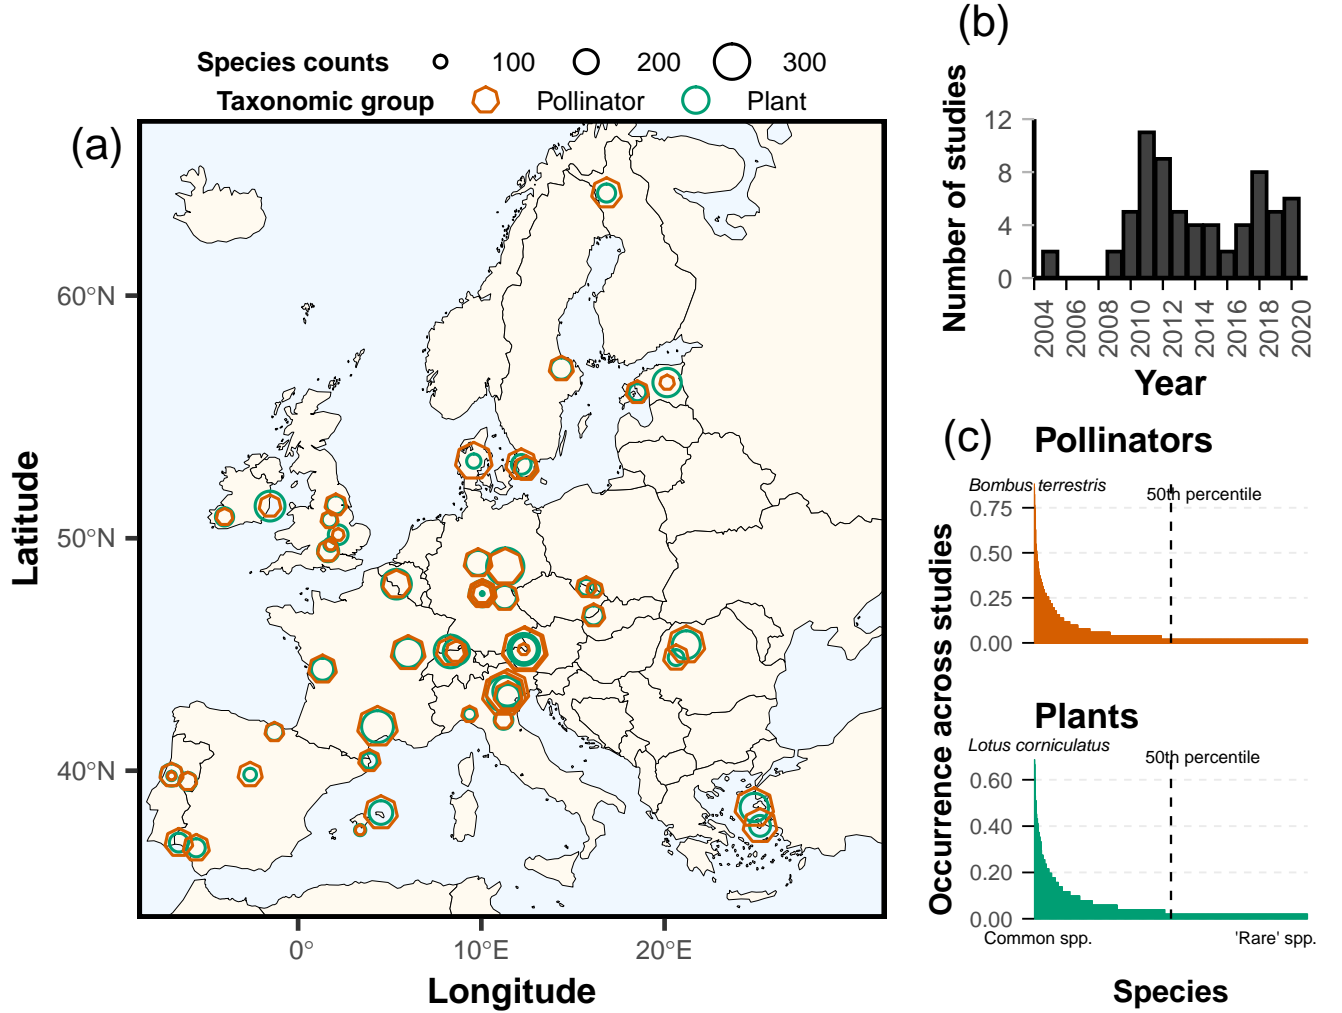 (b)
Species counts 100 200 300
Taxonomic group Pollinator Plant
(a)
60°N
50°N
40°N
Latitude
0° 10°E 20°E
Longitude
Number of studies
12
8
4
0
2004 2006 2008 2010 2012 2014 2016 2018 2020
Year
(c) Pollinators
Bombus terrestris
50th percentile
0.75
0.50
0.25
0.00
Occurrence across studies
Plants
Lotus corniculatus
50th percentile
0.60
0.40
0.20
0.00
Common spp. 'Rare' spp.
Species